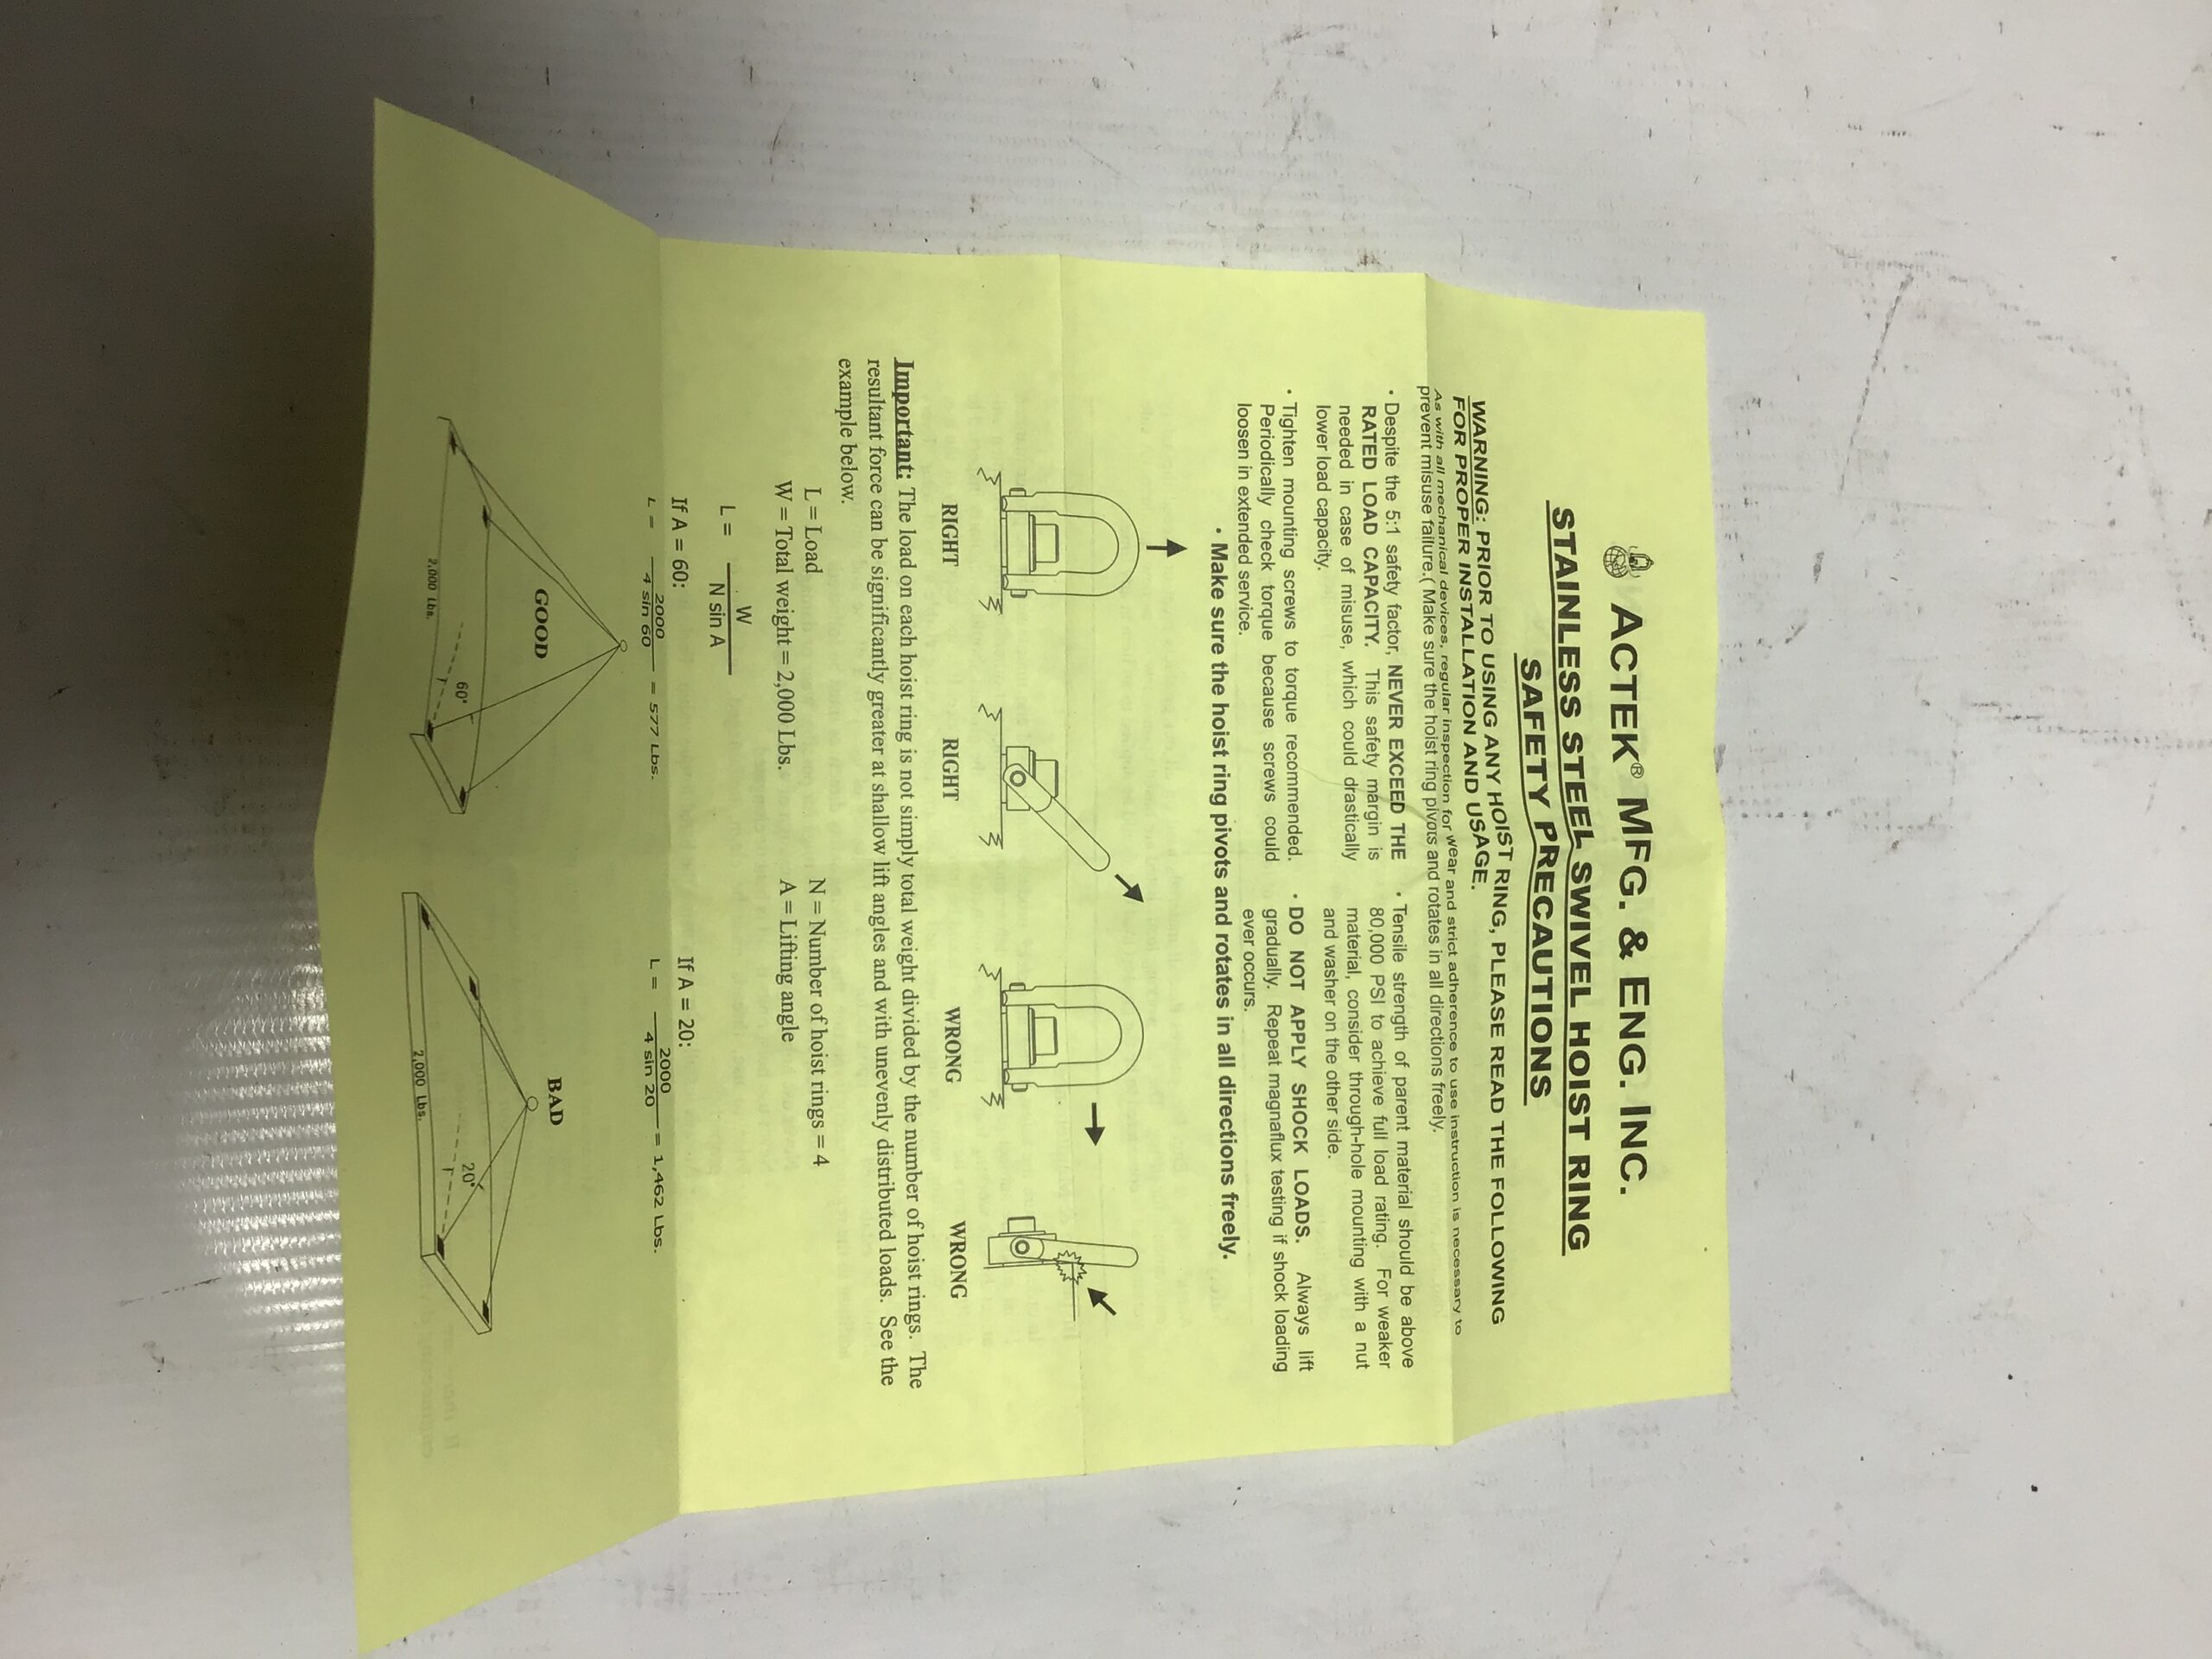 ACTEK® MFG. & ENG. INC.
STAINLESS STEEL SWIVEL HOIST RING
SAFETY PRECAUTIONS
WARNING: PRIOR TO USING ANY HOIST RING, PLEASE READ THE FOLLOWING
FOR PROPER INSTALLATION AND USAGE.
As with all mechanical devices, regular inspection for wear and strict adherence to use instruction is necessary to
prevent misuse failure.( Make sure the hoist ring pivots and rotates in all directions freely.
· Despite the 5:1 safety factor, NEVER EXCEED THE
RATED LOAD CAPACITY. This safety margin is
needed in case of misuse, which could drastically
lower load capacity.
· Tighten mounting screws to torque recommended.
Periodically check torque because screws could
loosen in extended service.
· Tensile strength of parent material should be above
80,000 PSI to achieve full load rating. For weaker
material, consider through-hole mounting with a nut
and washer on the other side.
· DO NOT APPLY SHOCK LOADS. Always lift
gradually. Repeat magnaflux testing if shock loading
ever occurs.
· Make sure the hoist ring pivots and rotates in all directions freely.
RIGHT
RIGHT
WRONG
WRONG
Important: The load on each hoist ring is not simply total weight divided by the number of hoist rings. The
resultant force can be significantly greater at shallow lift angles and with unevenly distributed loads. See the
example below.
L = Load
N = Number of hoist rings = 4
W = Total weight = 2,000 Lbs.
A = Lifting angle
L = W
N sin A
If A = 60:
L = 2000
4 sin 60
= 577 Lbs.
If A = 20:
L = 2000
4 sin 20
= 1,462 Lbs.
GOOD
60°
2,000 Lbs.
BAD
20°
2,000 Lbs.